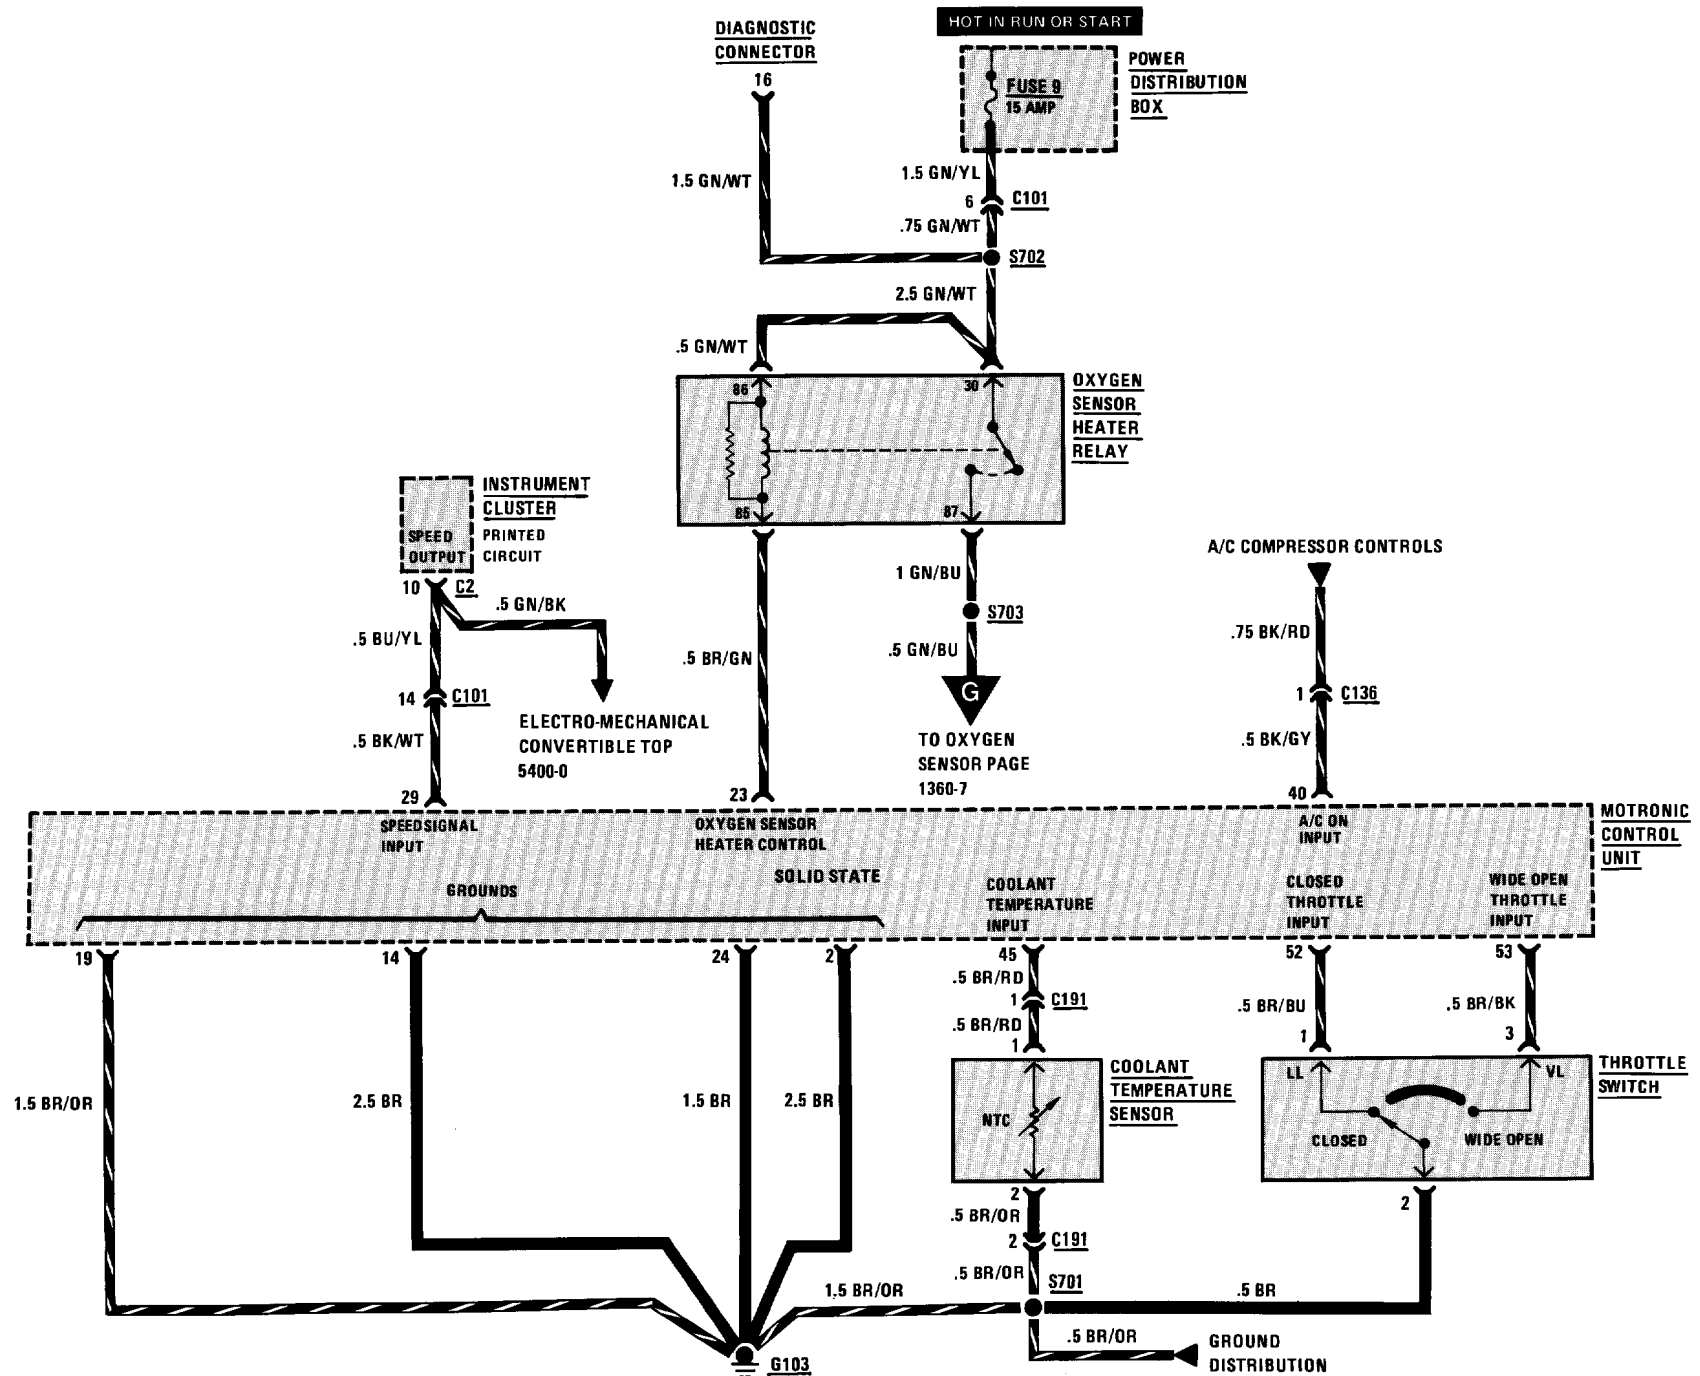 HOT IN RUN OR START
DIAGNOSTIC
CONNECTOR
16
POWER
DISTRIBUTION
BOX
FUSE 9
15 AMP
1.5 GN/WT
1.5 GN/YL
6
C101
.75 GN/WT
S702
2.5 GN/WT
.5 GN/WT
86
30
OXYGEN
SENSOR
HEATER
RELAY
85
87
INSTRUMENT
CLUSTER
PRINTED
CIRCUIT
SPEED
OUTPUT
10
C2
.5 GN/BK
.5 BU/YL
14
C101
.5 BK/WT
ELECTRO-MECHANICAL
CONVERTIBLE TOP
5400-0
29
.5 BR/GN
23
1 GN/BU
S703
.5 GN/BU
G
TO OXYGEN
SENSOR PAGE
1360-7
A/C COMPRESSOR CONTROLS
.75 BK/RD
1
C136
.5 BK/GY
40
MOTRONIC
CONTROL
UNIT
SPEED SIGNAL
INPUT
OXYGEN SENSOR
HEATER CONTROL
A/C ON
INPUT
SOLID STATE
GROUNDS
COOLANT
TEMPERATURE
INPUT
CLOSED
THROTTLE
INPUT
WIDE OPEN
THROTTLE
INPUT
19
14
24
2
45
52
53
.5 BR/RD
1
C191
.5 BR/RD
1
.5 BR/BU
1
.5 BR/BK
3
1.5 BR/OR
2.5 BR
1.5 BR
2.5 BR
COOLANT
TEMPERATURE
SENSOR
NTC
THROTTLE
SWITCH
LL
VL
CLOSED
WIDE OPEN
2
.5 BR/OR
2
C191
.5 BR/OR
2
S701
1.5 BR/OR
.5 BR
.5 BR/OR
GROUND
DISTRIBUTION
G103